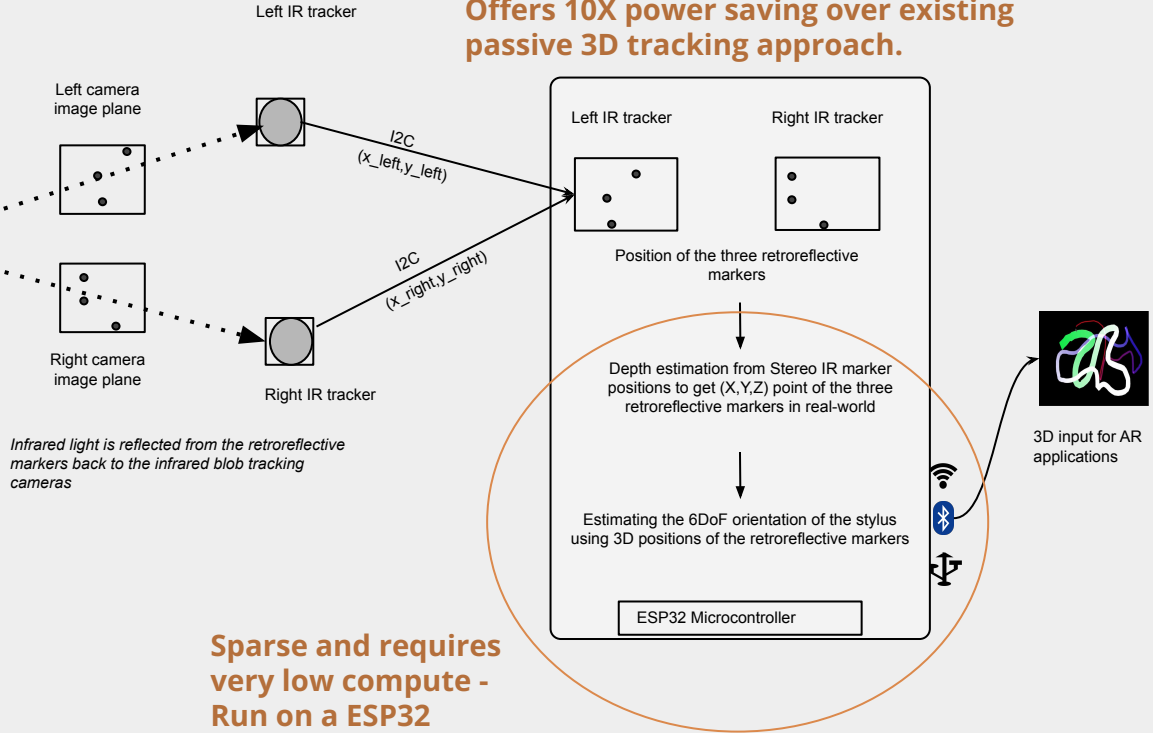 Offers 10X power saving over existing
passive 3D tracking approach.
Left IR tracker
Left camera
image plane
I2C
(x_left,y_left)
Left IR tracker
Right IR tracker
Position of the three retroreflective
markers
I2C
(x_right,y_right)
Right camera
image plane
Right IR tracker
Infrared light is reflected from the retroreflective
markers back to the infrared blob tracking
cameras
Depth estimation from Stereo IR marker
positions to get (X,Y,Z) point of the three
retroreflective markers in real-world
Estimating the 6DoF orientation of the stylus
using 3D positions of the retroreflective markers
ESP32 Microcontroller
3D input for AR
applications
Sparse and requires
very low compute -
Run on a ESP32